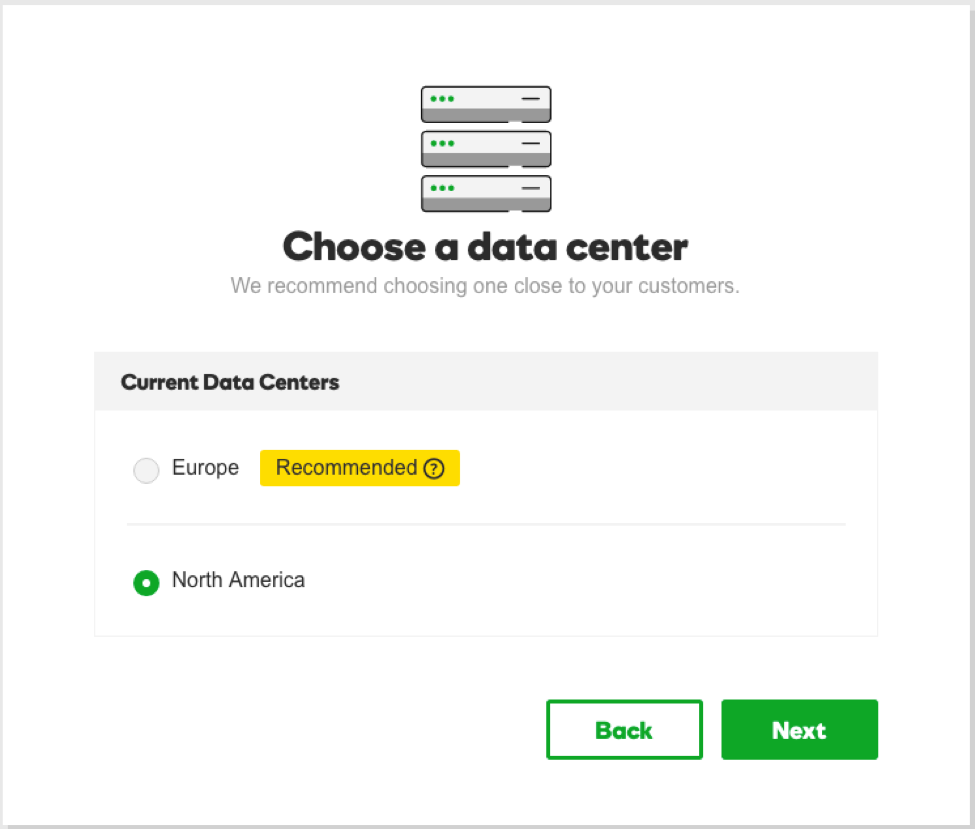 Choose a data center
We recommend choosing one close to your customers.
Current Data Centers
Europe Recommended ?
North America
Back Next